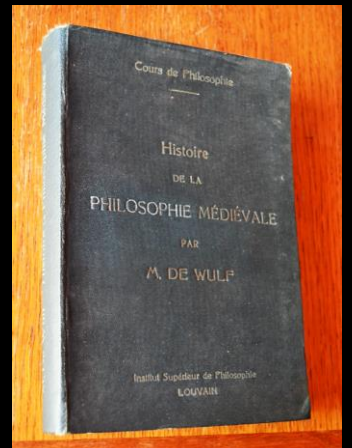 Cours de Philosophie
Histoire
DE LA
PHILOSOPHIE MÉDIÉVALE
PAR
M. DE WULF
Institut Supérieur de Philosophie
LOUVAIN